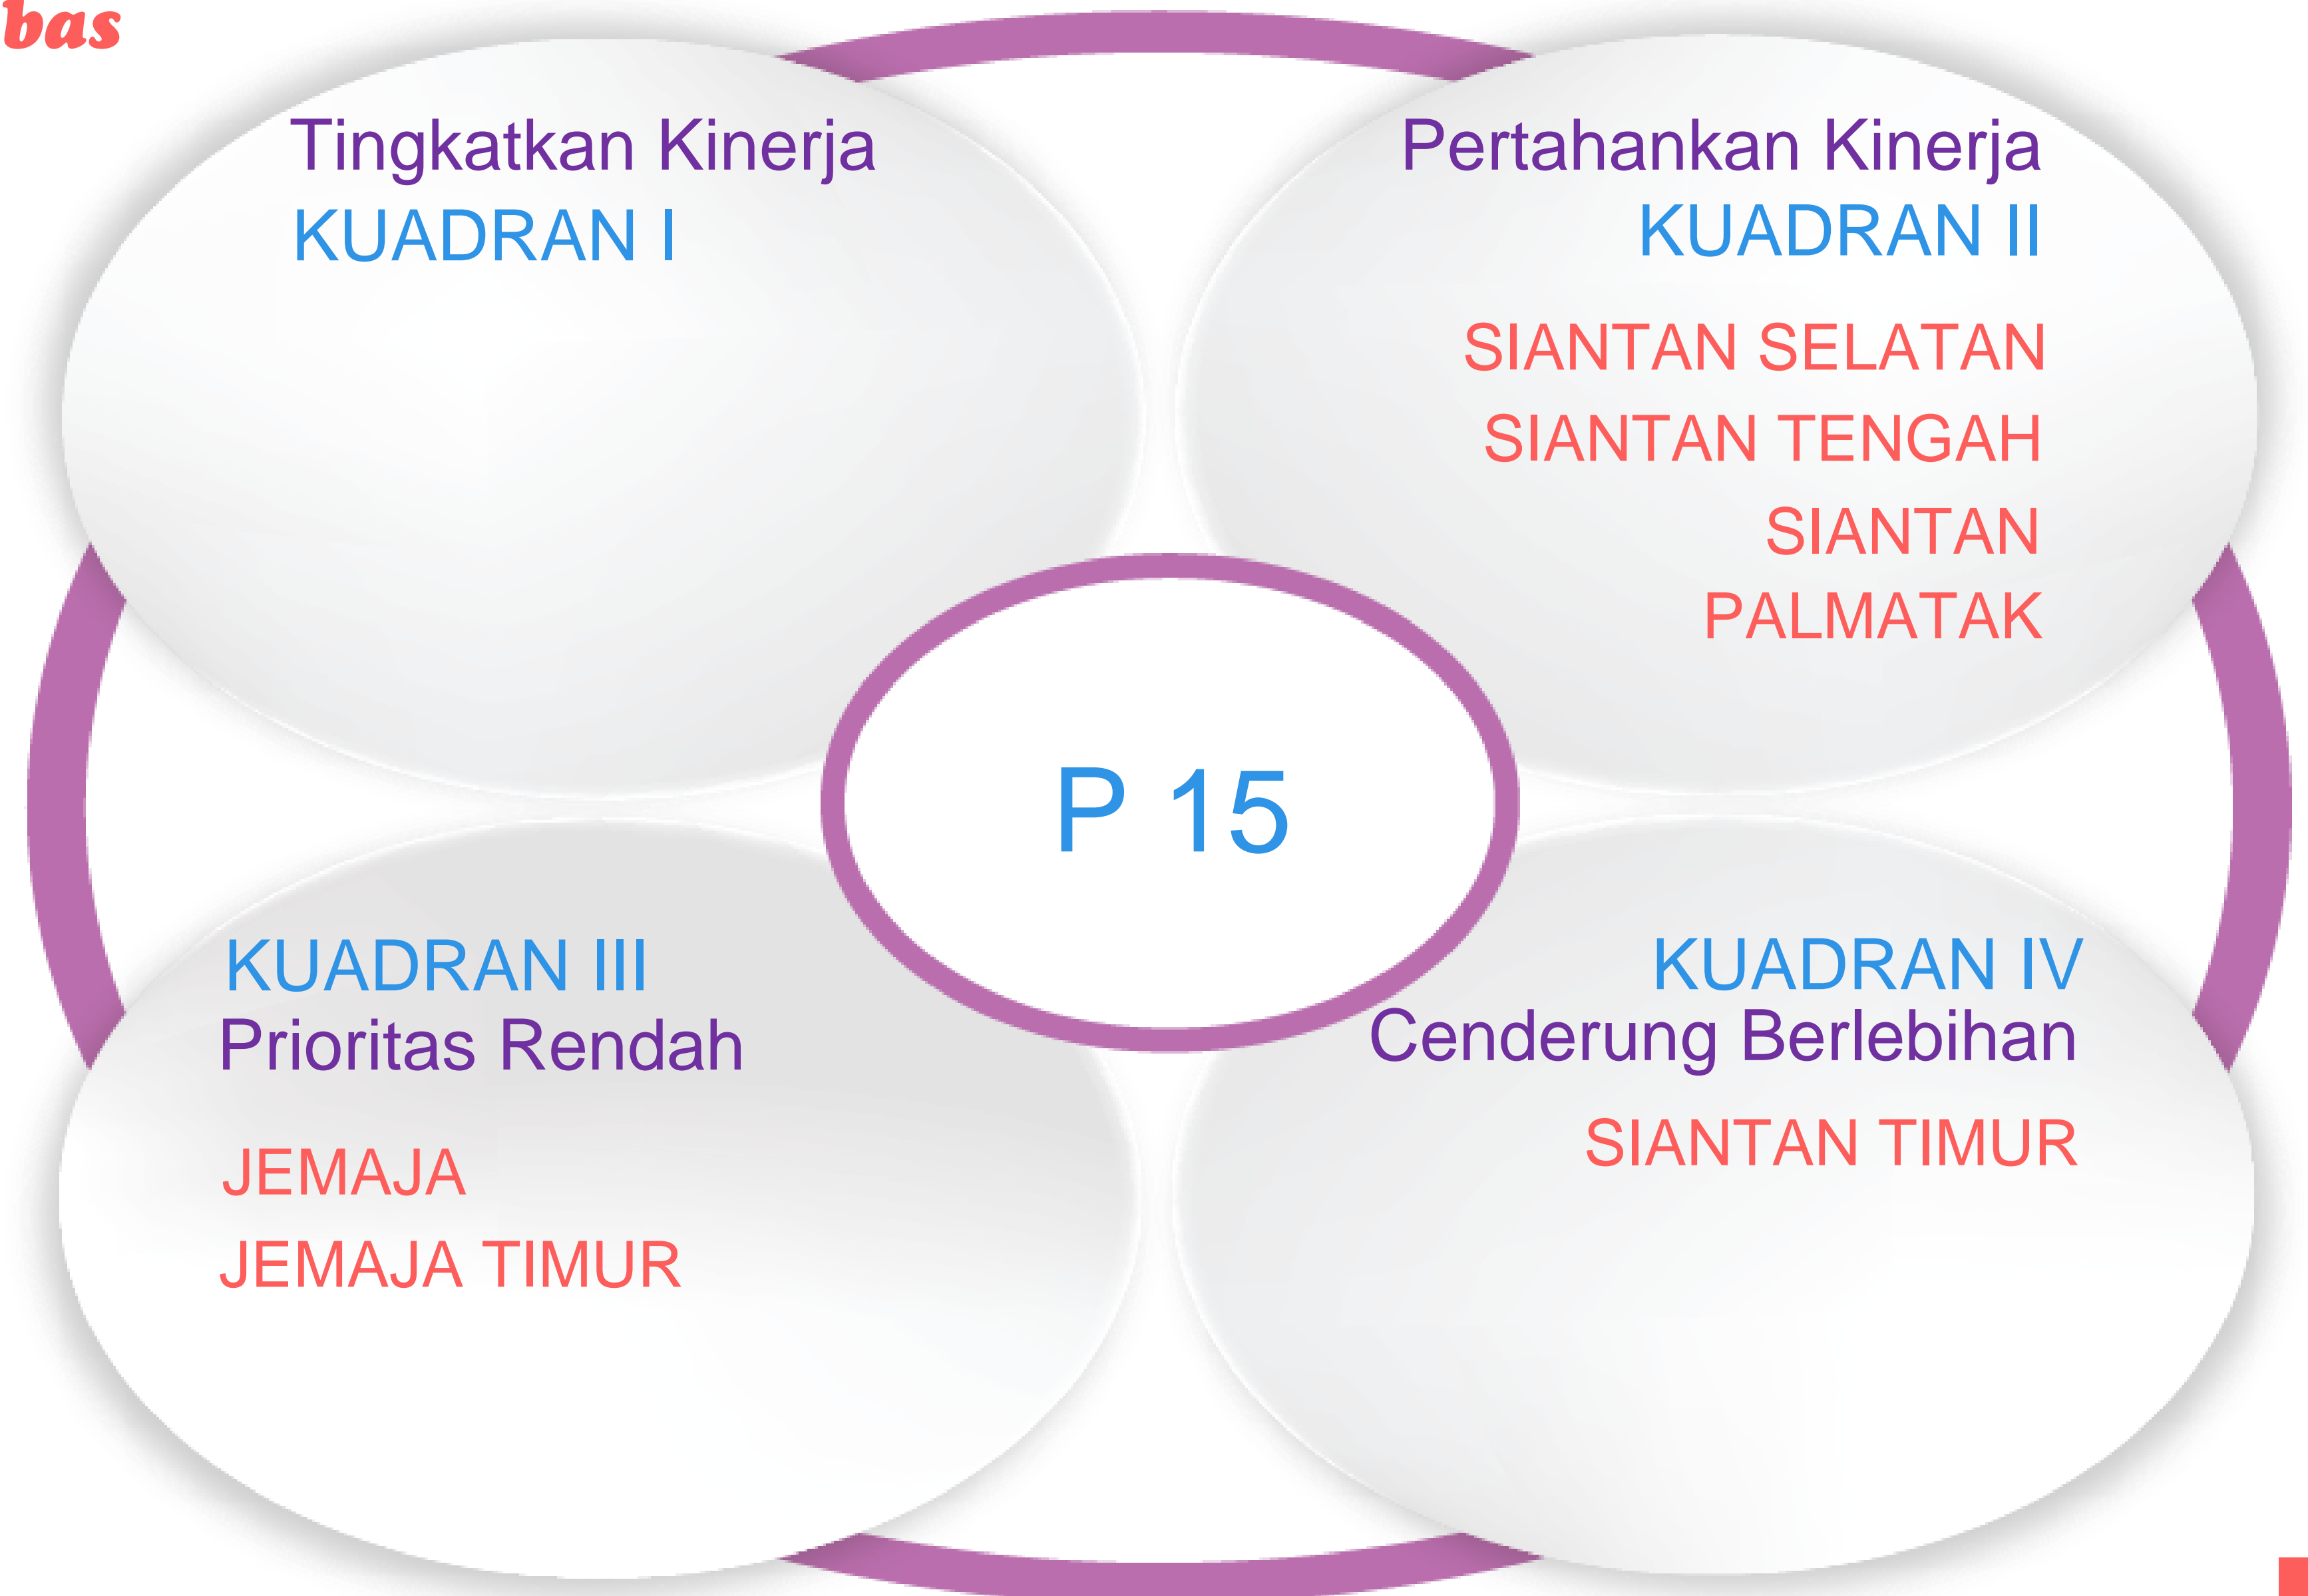 bas
Tingkatkan Kinerja
KUADRAN I
Pertahankan Kinerja
KUADRAN II
SIANTAN SELATAN
SIANTAN TENGAH
SIANTAN
PALMATAK
P 15
KUADRAN III
Prioritas Rendah
JEMAJA
JEMAJA TIMUR
KUADRAN IV
Cenderung Berlebihan
SIANTAN TIMUR